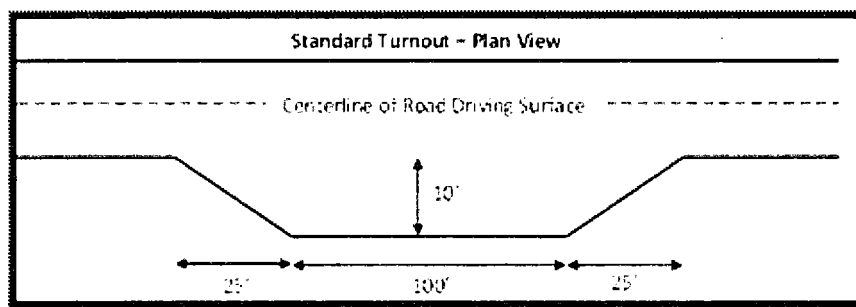 Standard Turnout – Plan View
Centerline of Road Driving Surface
10'
25' 100' 25'